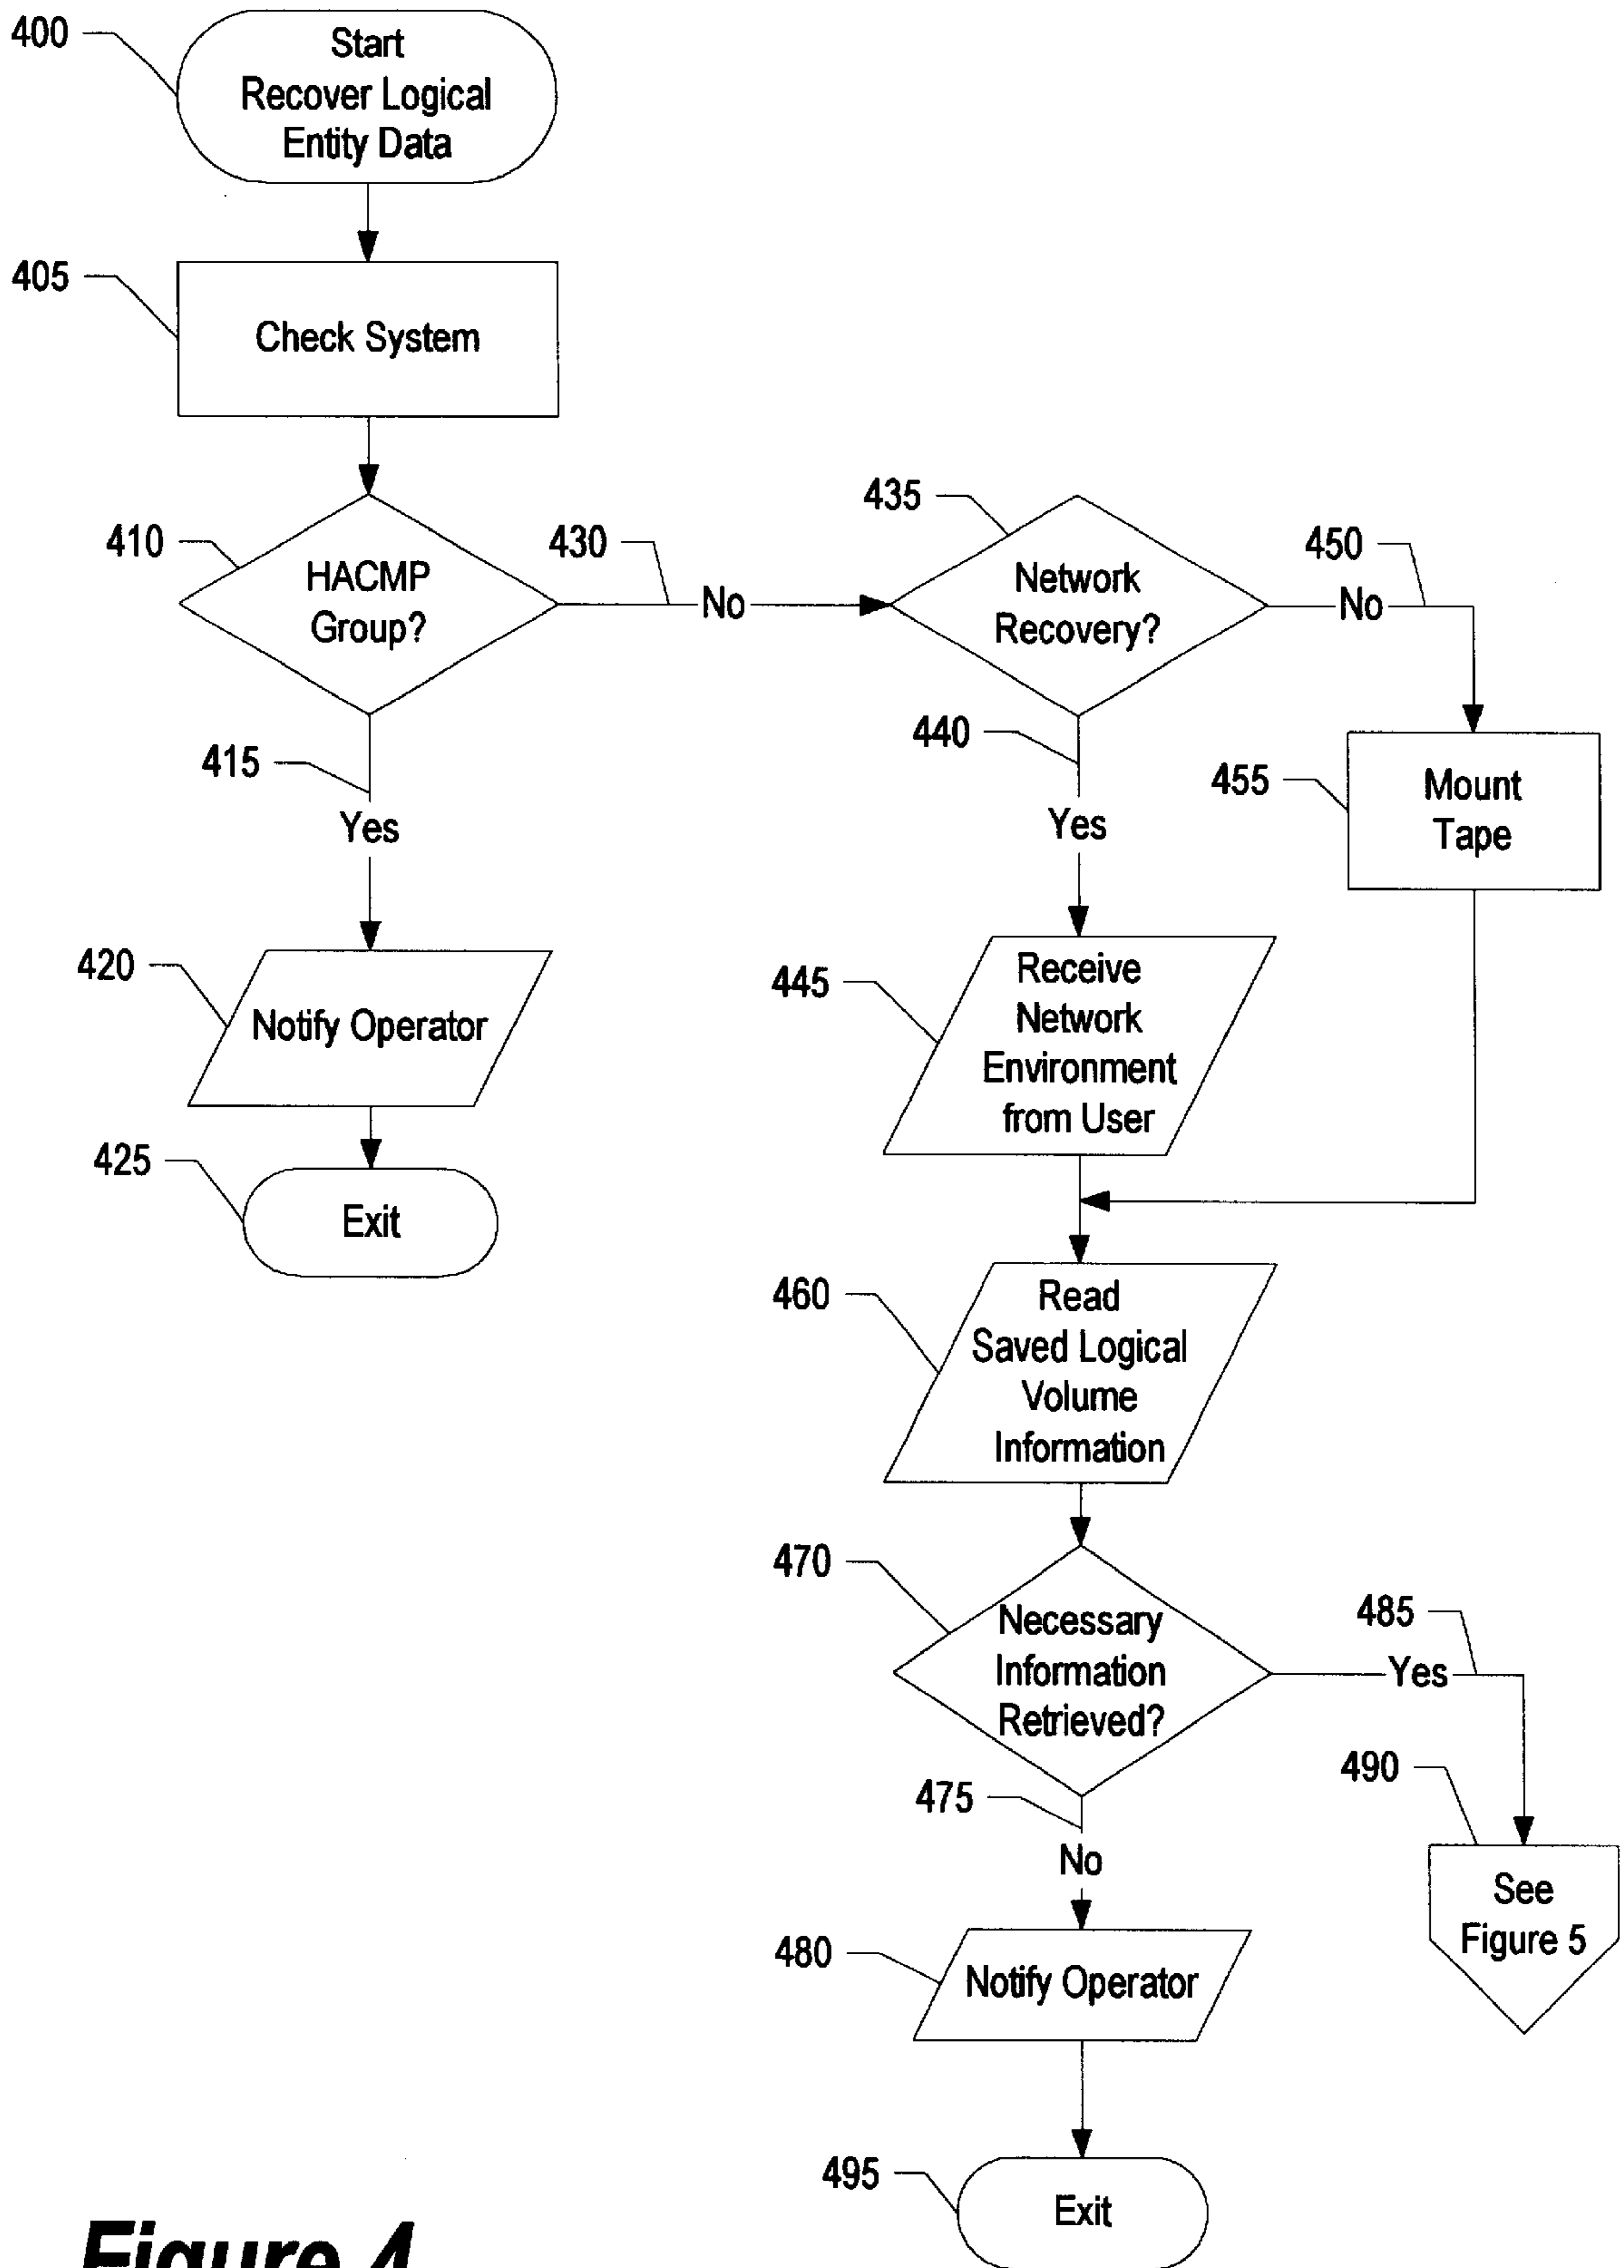 400
Start
Recover Logical
Entity Data
405
Check System
410
HACMP
Group?
430
No
435
Network
Recovery?
450
No
415
Yes
440
Yes
455
Mount
Tape
420
Notify Operator
445
Receive
Network
Environment
from User
425
Exit
460
Read
Saved Logical
Volume
Information
470
Necessary
Information
Retrieved?
485
Yes
475
No
490
See
Figure 5
480
Notify Operator
495
Exit
Figure 4